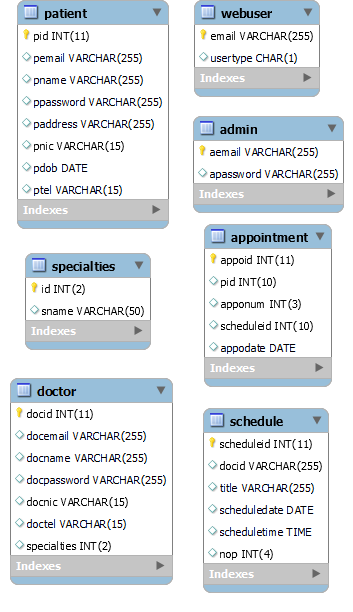 patient
pid INT(11)
pemail VARCHAR(255)
pname VARCHAR(255)
ppassword VARCHAR(255)
paddress VARCHAR(255)
pnic VARCHAR(15)
pdob DATE
ptel VARCHAR(15)
Indexes
webuser
email VARCHAR(255)
usertype CHAR(1)
Indexes
admin
aemail VARCHAR(255)
apassword VARCHAR(255)
Indexes
specialties
id INT(2)
sname VARCHAR(50)
Indexes
appointment
appoid INT(11)
pid INT(10)
apponum INT(3)
scheduleid INT(10)
appodate DATE
Indexes
doctor
docid INT(11)
docemail VARCHAR(255)
docname VARCHAR(255)
docpassword VARCHAR(255)
docnic VARCHAR(15)
doctel VARCHAR(15)
specialties INT(2)
Indexes
schedule
scheduleid INT(11)
docid VARCHAR(255)
title VARCHAR(255)
scheduledate DATE
scheduletime TIME
nop INT(4)
Indexes